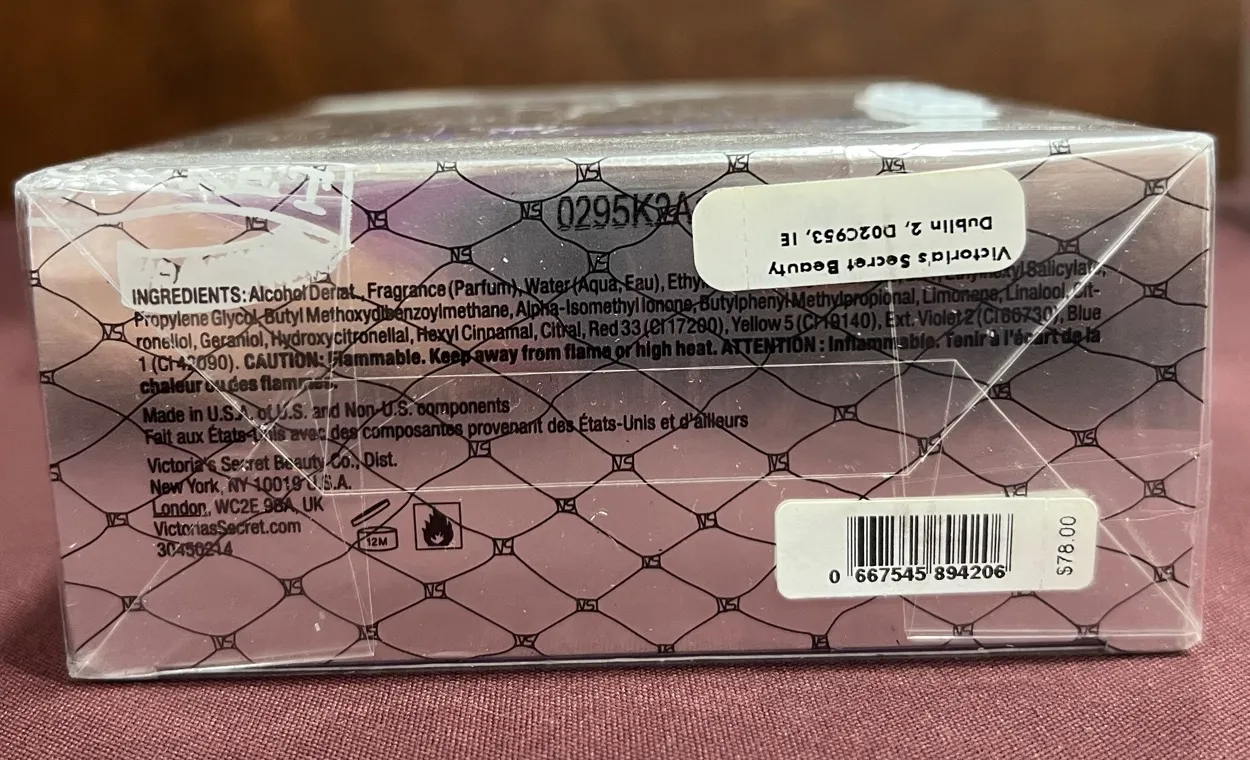 0295K2A
Victoria's Secret Beauty
Dublin 2, D02C953, IE
INGREDIENTS: Alcohol Denat., Fragrance (Parfum), Water (Aqua, Eau), Salicylate,
Propylene Glycol, Butyl Methoxydibenzoylmethane, Alpha-Isomethyl Ionone, Butylphenyl Methylpropional, Limonene, Linalool, Cit-
ronellol, Geraniol, Hydroxycitronellal, Hexyl Cinnamal, Citral, Red 33 (CI 17200), Yellow 5 (CI 19140), Ext. Violet 2 (CI 60730), Blue
1 (CI 42090). CAUTION: Flammable. Keep away from flame or high heat. ATTENTION : Inflammable. Tenir à l'écart de la
chaleur ou des flammes.
Made in U.S.A. of U.S. and Non-U.S. components
Fait aux États-Unis avec des composantes provenant des États-Unis et d'ailleurs
Victoria's Secret Beauty Co., Dist.
New York, NY 10019 U.S.A.
London, WC2E 9BA, UK
VictoriasSecret.com
30450214
12M
0 667545 894206
$78.00